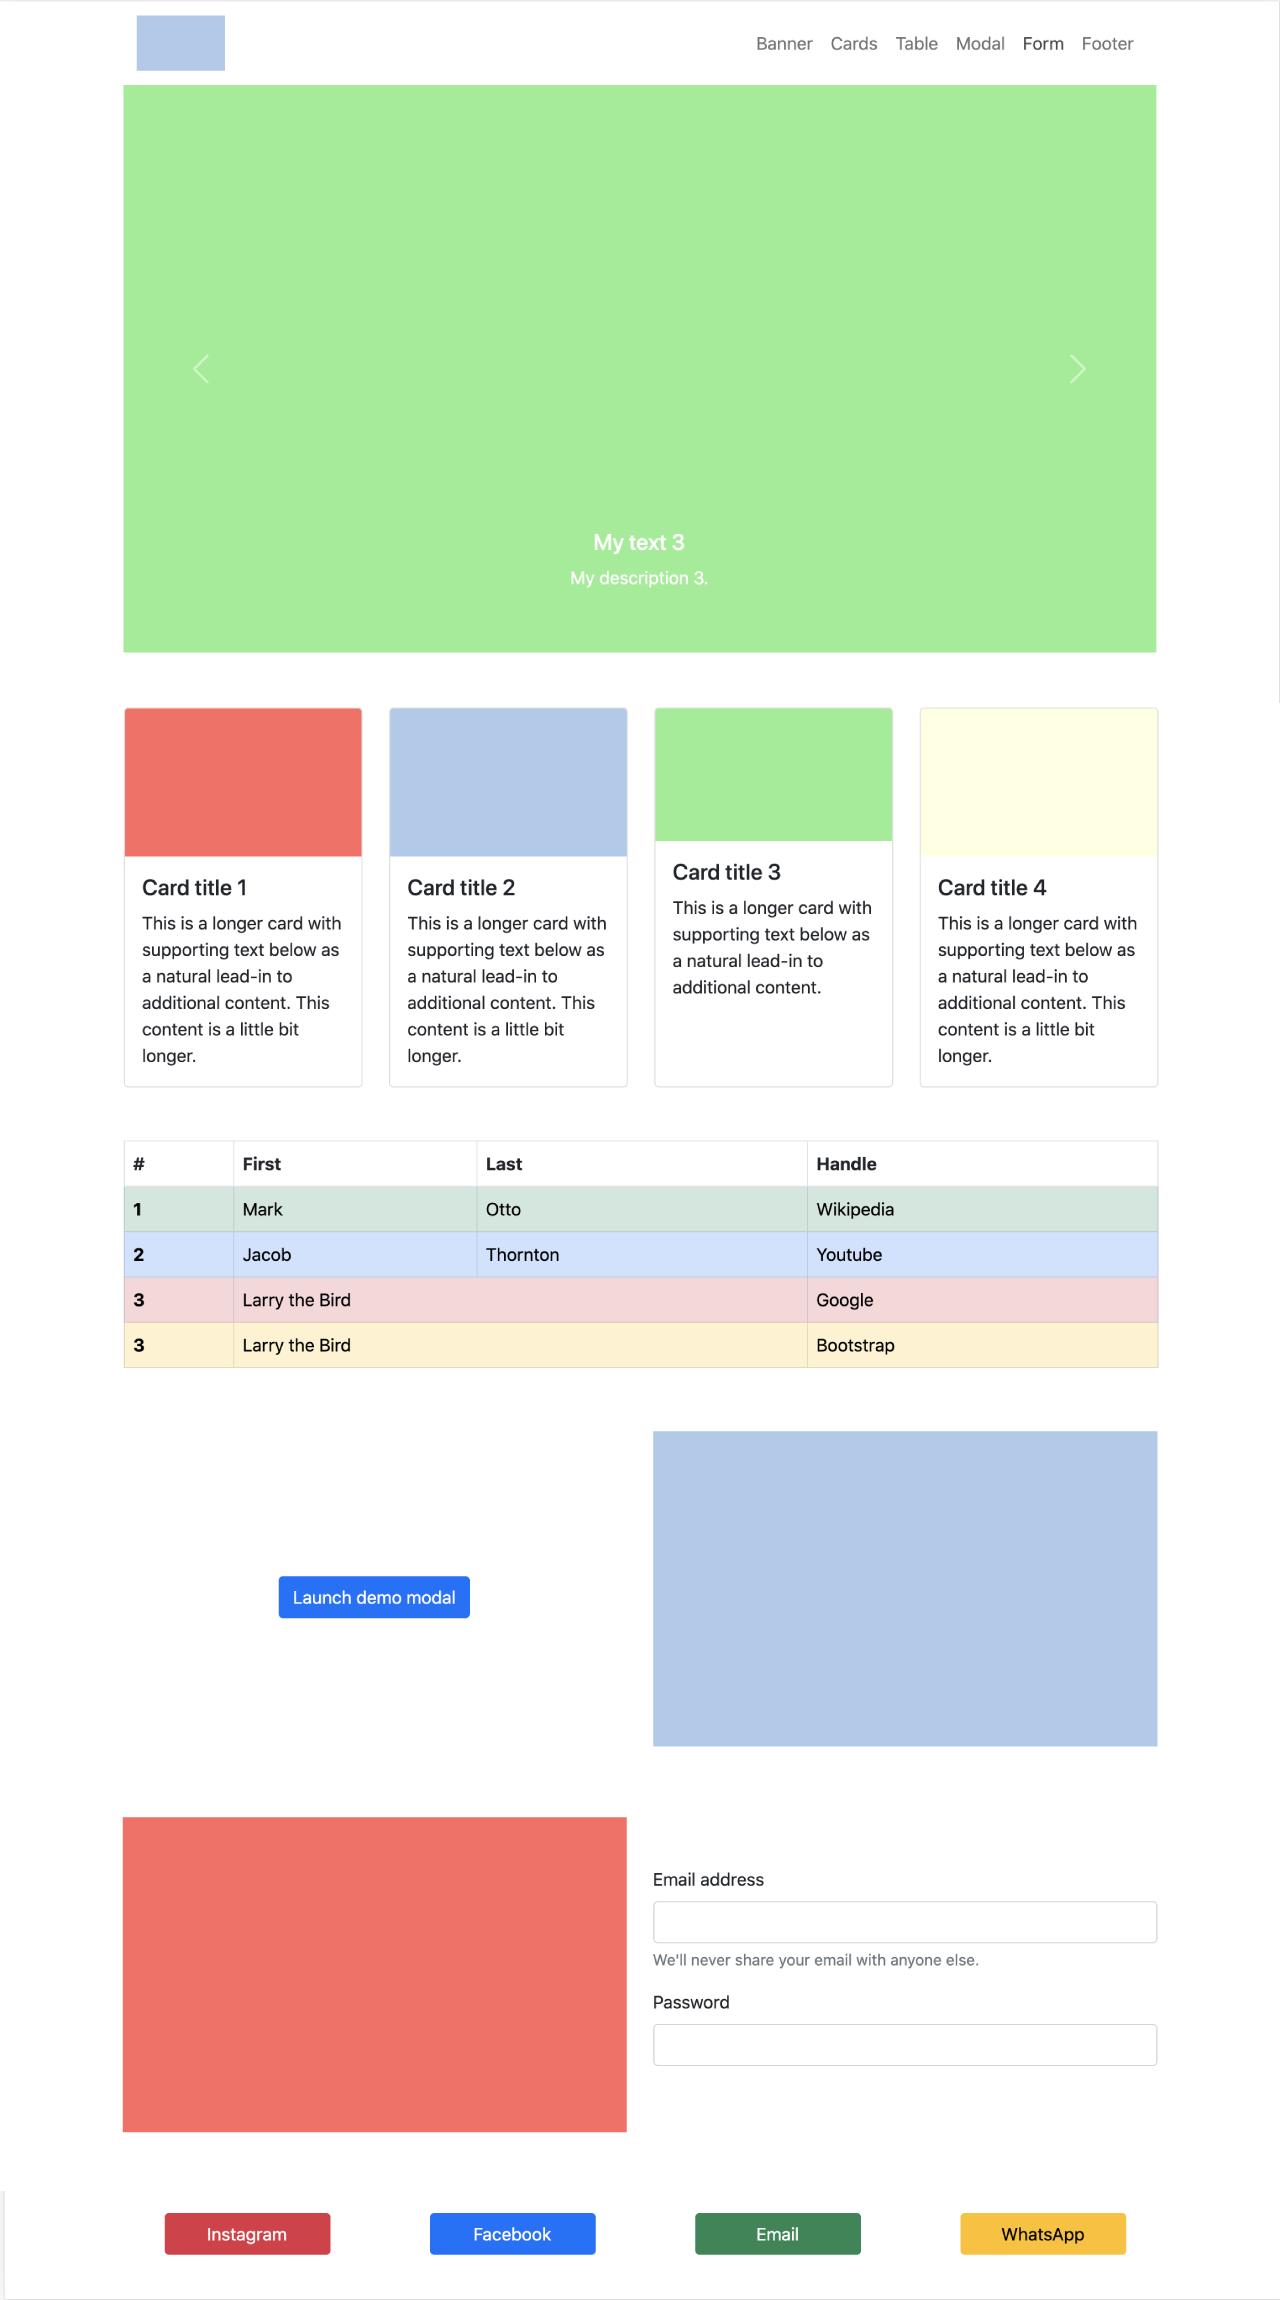 Banner Cards Table Modal Form Footer
My text 3
My description 3.
Card title 1
This is a longer card with
supporting text below as
a natural lead-in to
additional content. This
content is a little bit
longer.
Card title 2
This is a longer card with
supporting text below as
a natural lead-in to
additional content. This
content is a little bit
longer.
Card title 3
This is a longer card with
supporting text below as
a natural lead-in to
additional content.
Card title 4
This is a longer card with
supporting text below as
a natural lead-in to
additional content. This
content is a little bit
longer.
# First Last Handle
1 Mark Otto Wikipedia
2 Jacob Thornton Youtube
3 Larry the Bird Google
3 Larry the Bird Bootstrap
Launch demo modal
Email address
We'll never share your email with anyone else.
Password
Instagram Facebook Email WhatsApp